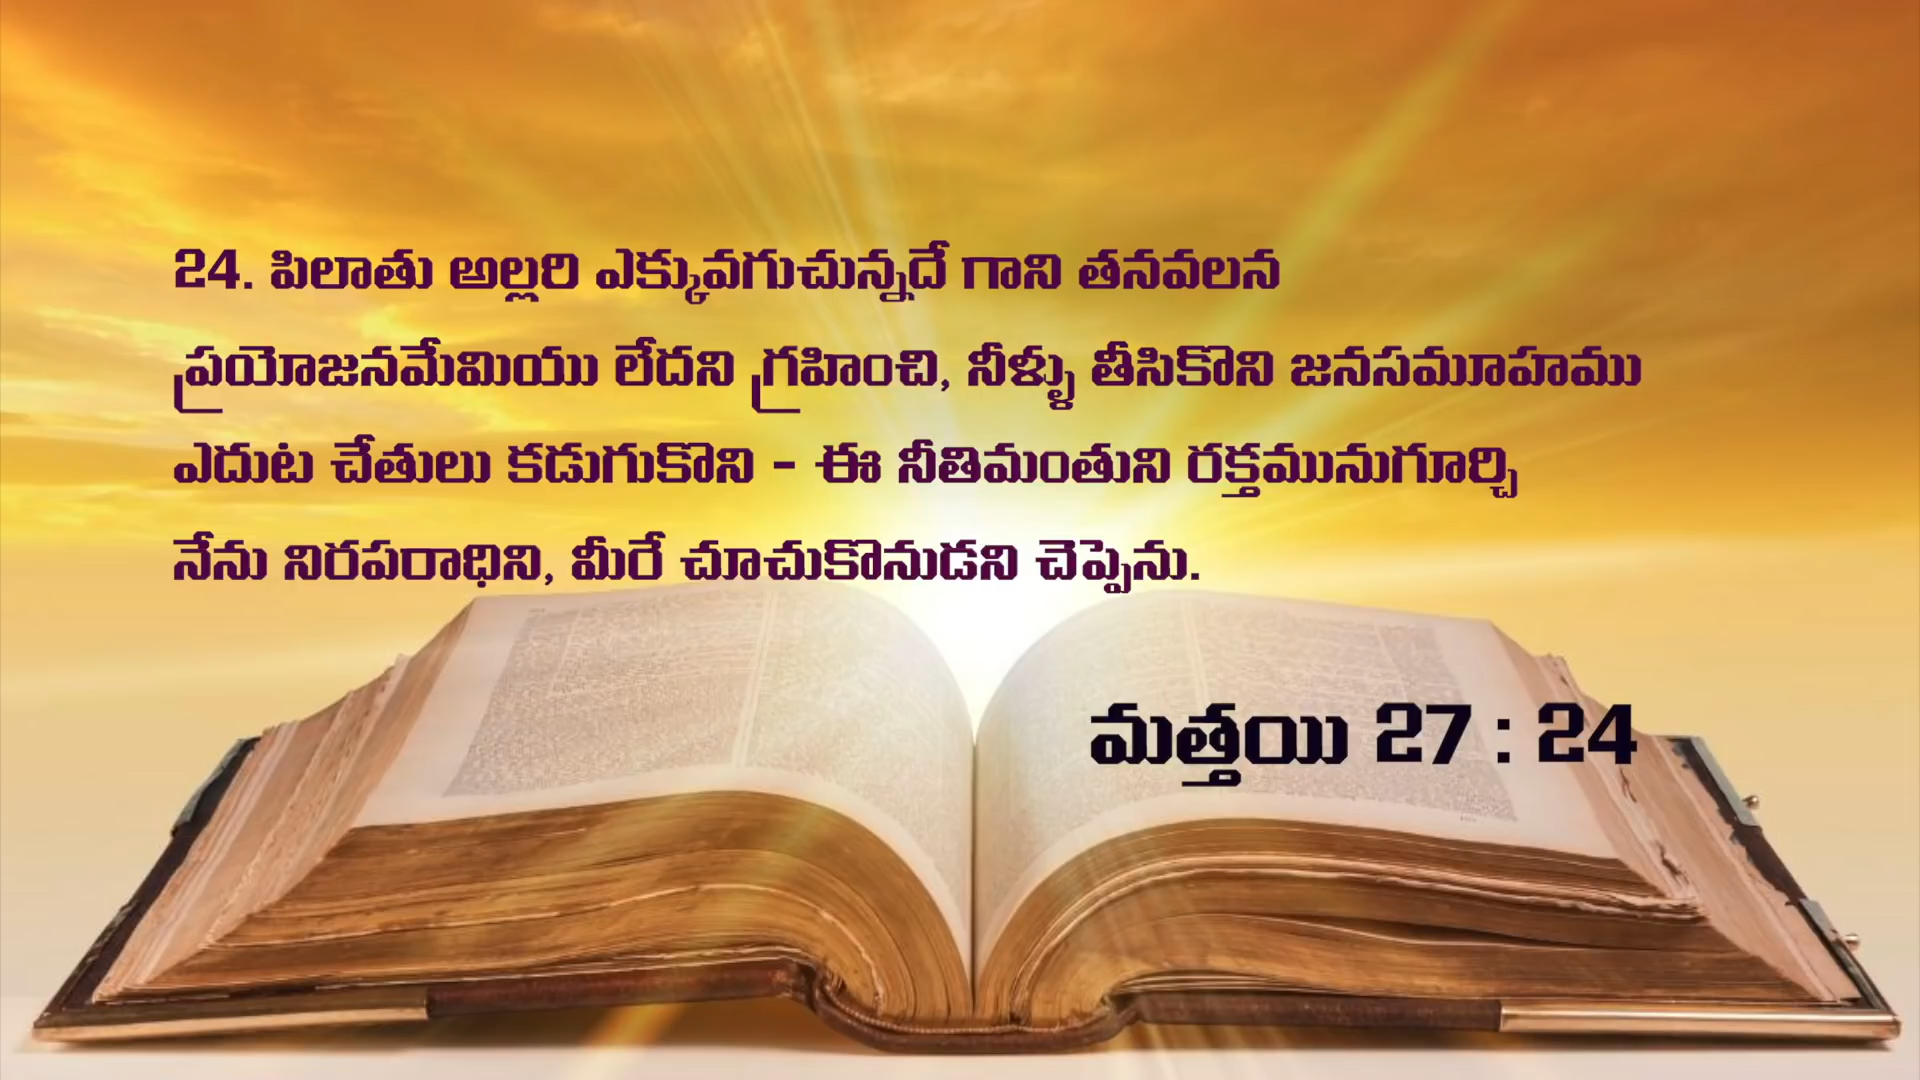 24. పిలాతు అల్లరి ఎక్కువగుచున్నదే గాని తనవలన
ప్రయోజనమేమియు లేదని గ్రహించి, నీళ్ళు తీసికొని జనసమూహము
ఎదుట చేతులు కడుగుకొని - ఈ నీతిమంతుని రక్తమునుగూర్చి
నేను నిరపరాధిని, మీరే చూచుకొనుడని చెప్పెను.
మత్తయి 27 : 24